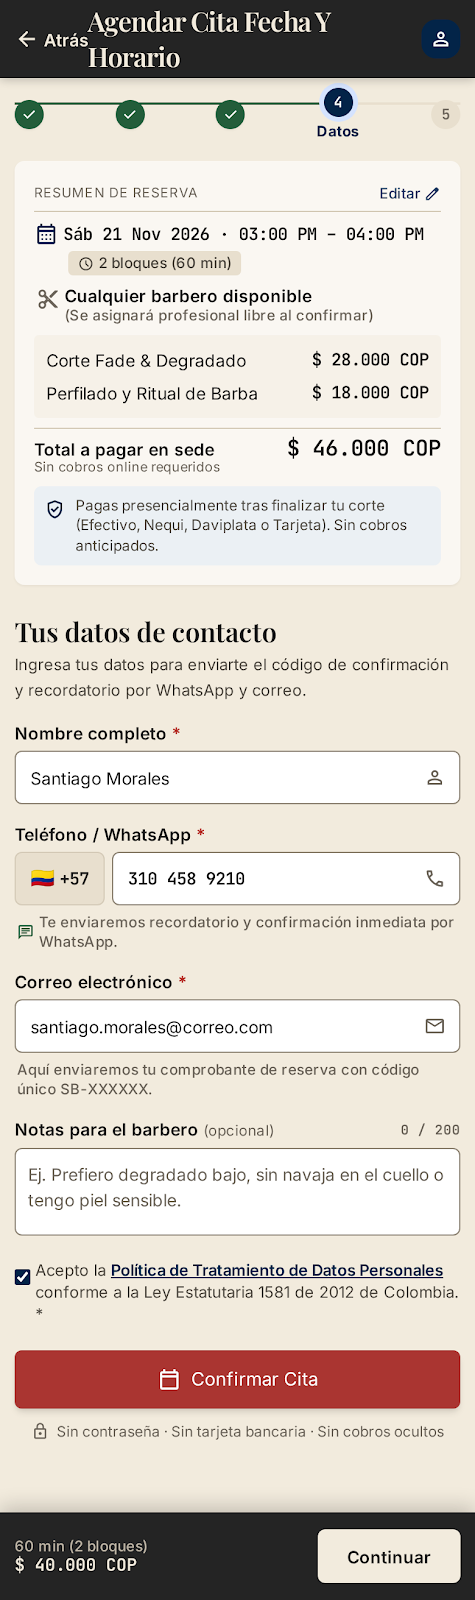 Atrás
Agendar Cita Fecha Y
Horario
4
5
Datos
RESUMEN DE RESERVA
Editar
Sáb 21 Nov 2026 · 03:00 PM – 04:00 PM
2 bloques (60 min)
Cualquier barbero disponible
(Se asignará profesional libre al confirmar)
Corte Fade & Degradado $ 28.000 COP
Perfilado y Ritual de Barba $ 18.000 COP
Total a pagar en sede $ 46.000 COP
Sin cobros online requeridos
Pagas presencialmente tras finalizar tu corte
(Efectivo, Nequi, Daviplata o Tarjeta). Sin cobros
anticipados.
Tus datos de contacto
Ingresa tus datos para enviarte el código de confirmación
y recordatorio por WhatsApp y correo.
Nombre completo *
Santiago Morales
Teléfono / WhatsApp *
+57 310 458 9210
Te enviaremos recordatorio y confirmación inmediata por
WhatsApp.
Correo electrónico *
santiago.morales@correo.com
Aquí enviaremos tu comprobante de reserva con código
único SB-XXXXXX.
Notas para el barbero (opcional) 0 / 200
Ej. Prefiero degradado bajo, sin navaja en el cuello o
tengo piel sensible.
Acepto la Política de Tratamiento de Datos Personales
conforme a la Ley Estatutaria 1581 de 2012 de Colombia.
*
Confirmar Cita
Sin contraseña · Sin tarjeta bancaria · Sin cobros ocultos
60 min (2 bloques)
$ 40.000 COP
Continuar